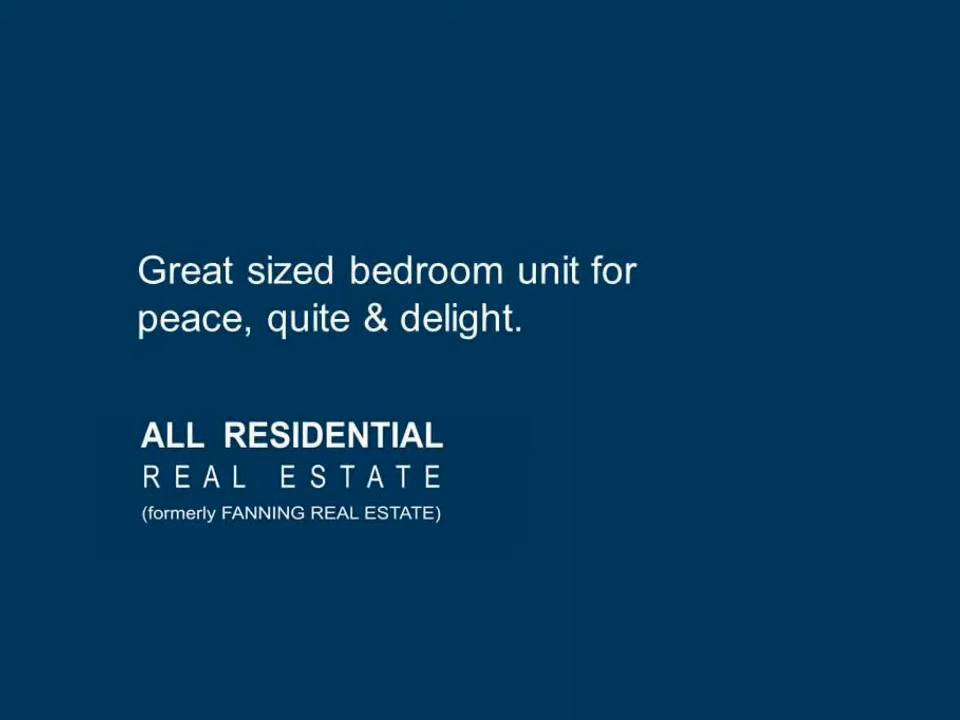 Great sized bedroom unit for
peace, quite & delight.
ALL RESIDENTIAL
REAL ESTATE
(formerly FANNING REAL ESTATE)